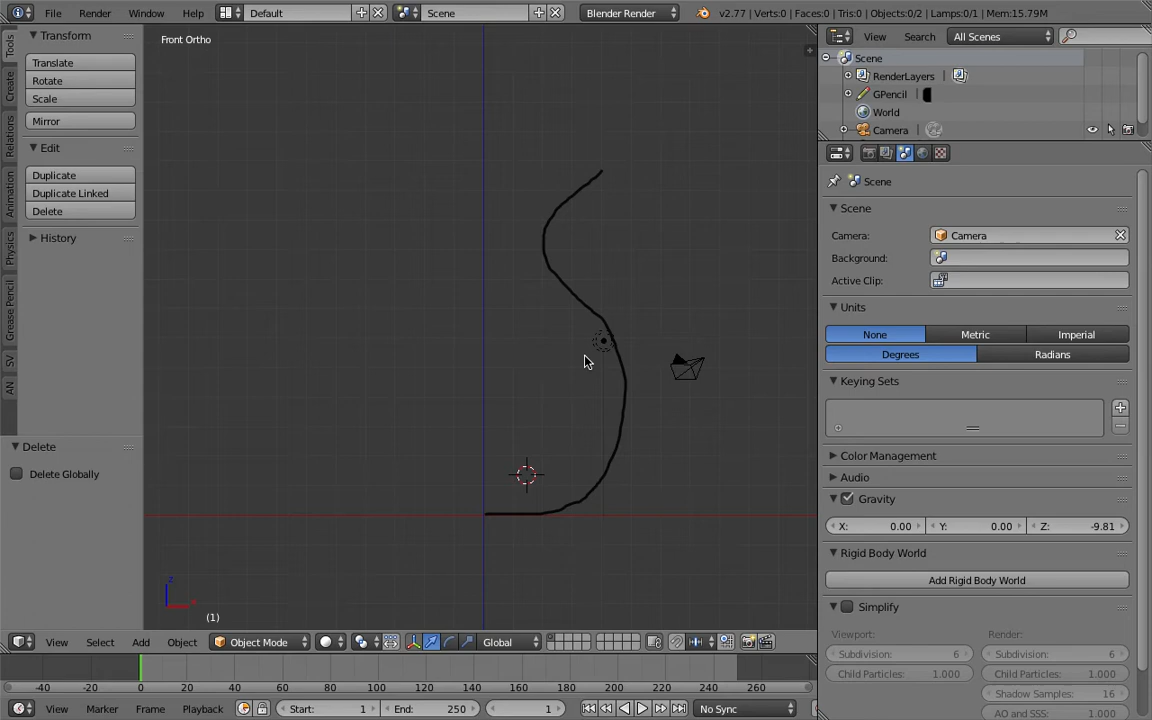 File Render Window Help Default Scene Blender Render v2.77 | Verts:0 | Faces:0 | Tris:0 | Objects:0/2 | Lamps:0/1 | Mem:15.79M
Tools
Create
Relations
Animation
Physics
Grease Pencil
SV
AN
Transform
Translate
Rotate
Scale
Mirror
Edit
Duplicate
Duplicate Linked
Delete
History
Delete
Delete Globally
Front Ortho
z
x
(1)
View Select Add Object Object Mode Global
-40 -20 0 20 40 60 80 100 120 140 160 180 200 220 240 260
View Marker Frame Playback Start: 1 End: 250 1 No Sync
View Search All Scenes
Scene
RenderLayers
GPencil
World
Camera
Scene
Scene
Camera: Camera
Background:
Active Clip:
Units
None Metric Imperial
Degrees Radians
Keying Sets
Color Management
Audio
Gravity
X: 0.00 Y: 0.00 Z: -9.81
Rigid Body World
Add Rigid Body World
Simplify
Viewport: Render:
Subdivision: 6 Subdivision: 6
Child Particles: 1.000 Child Particles: 1.000
Shadow Samples: 16
AO and SSS: 1.000